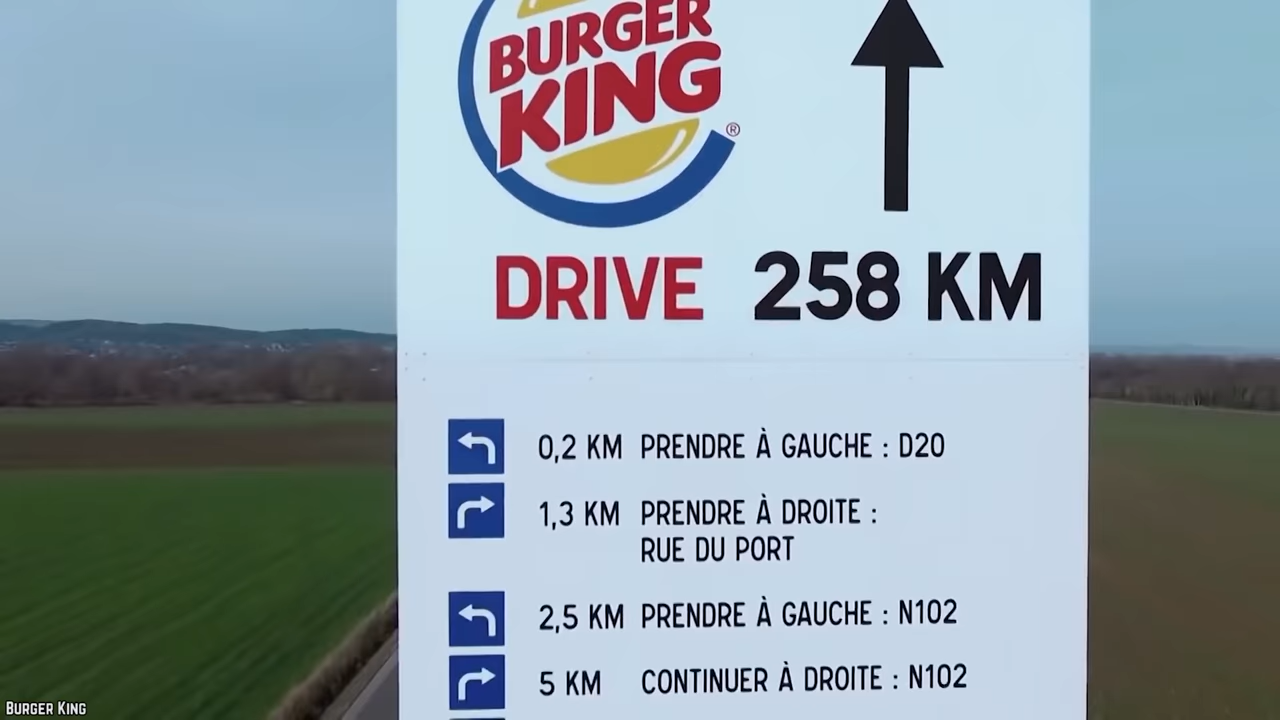 BURGER
KING
®
DRIVE 258 KM
0,2 KM PRENDRE À GAUCHE : D20
1,3 KM PRENDRE À DROITE :
RUE DU PORT
2,5 KM PRENDRE À GAUCHE : N102
5 KM CONTINUER À DROITE : N102
BURGER KING